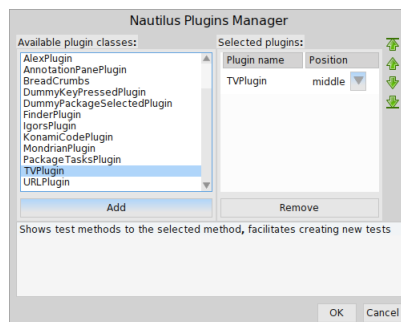 Nautilus Plugins Manager
Available plugin classes:
Selected plugins:
AlexPlugin
AnnotationPanePlugin
BreadCrumbs
DummyKeyPressedPlugin
DummyPackageSelectedPlugin
FinderPlugin
IgorsPlugin
KonamiCodePlugin
MondrianPlugin
PackageTasksPlugin
TVPlugin
URLPlugin
Plugin name Position
TVPlugin middle
Add
Remove
Shows test methods to the selected method, facilitates creating new tests
OK Cancel